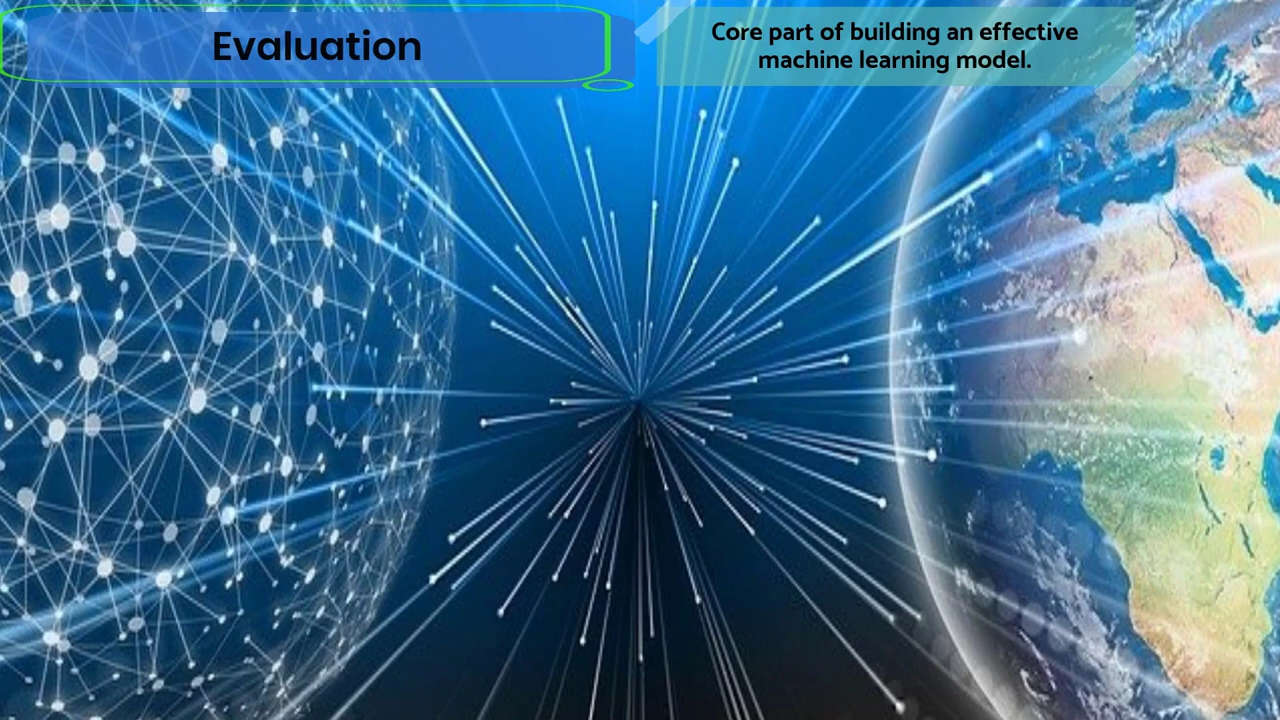 Evaluation
Core part of building an effective
machine learning model.